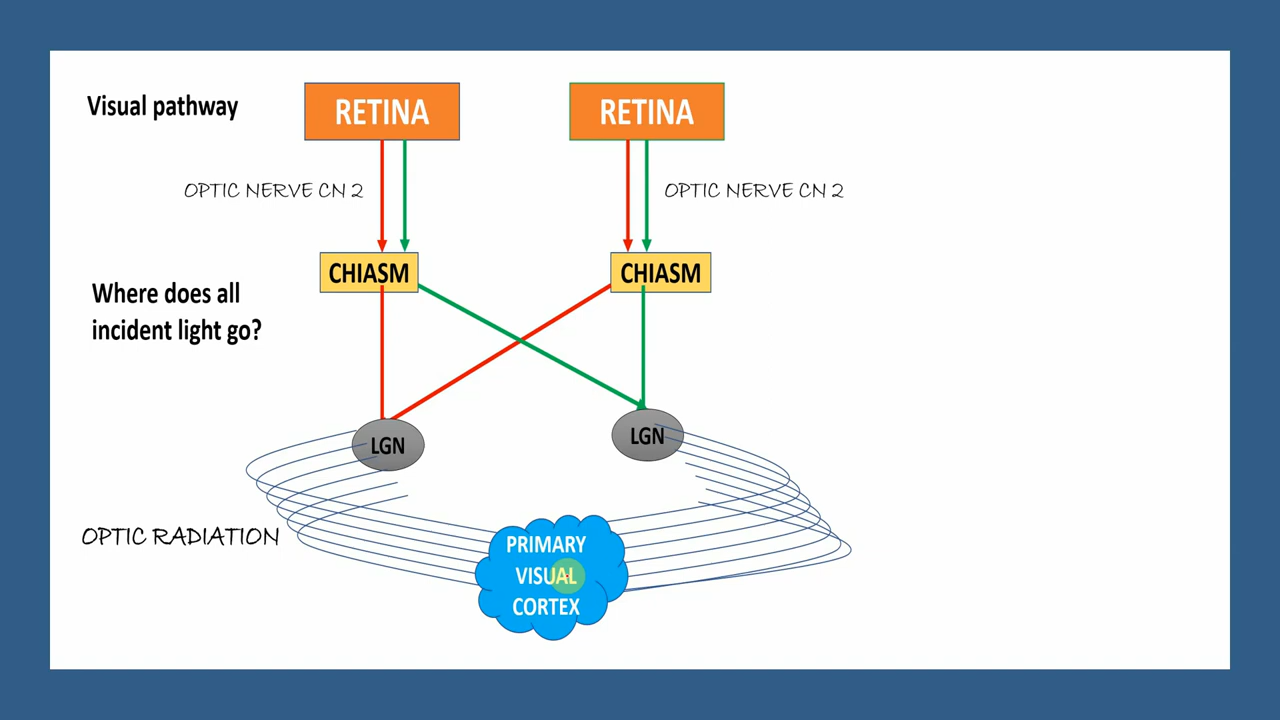 Visual pathway
RETINA
RETINA
OPTIC NERVE CN 2
OPTIC NERVE CN 2
CHIASM
CHIASM
Where does all
incident light go?
LGN
LGN
OPTIC RADIATION
PRIMARY
VISUAL
CORTEX